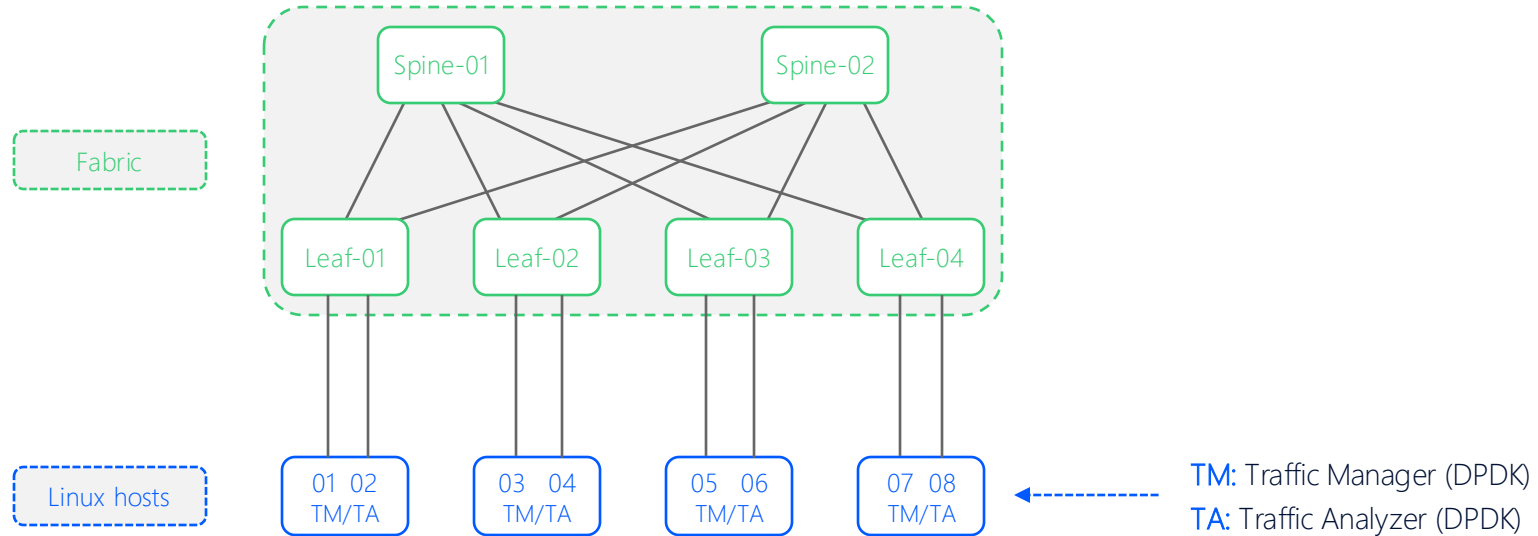 Spine-01
Spine-02
Fabric
Leaf-01
Leaf-02
Leaf-03
Leaf-04
Linux hosts
01 02
TM/TA
03 04
TM/TA
05 06
TM/TA
07 08
TM/TA
TM: Traffic Manager (DPDK)
TA: Traffic Analyzer (DPDK)